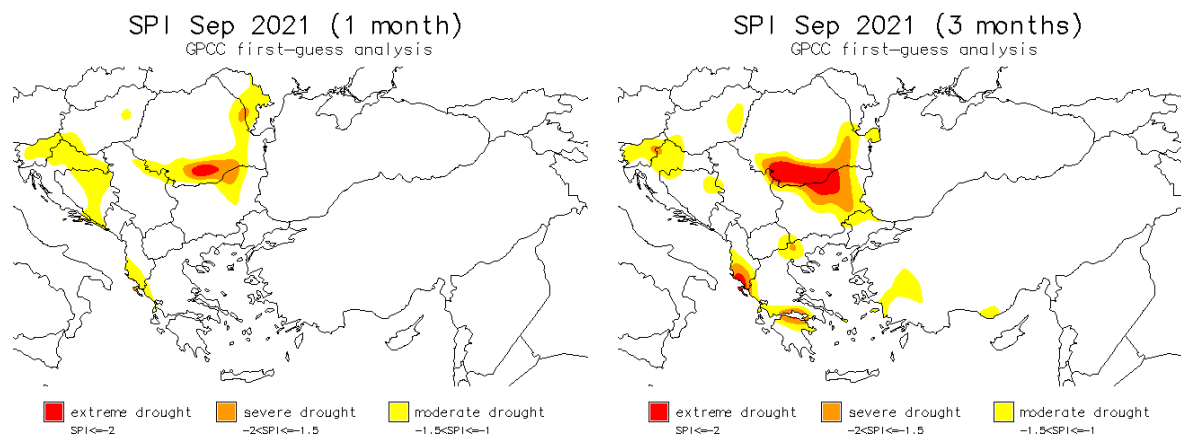 SPI Sep 2021 (1 month)
GPCC first-guess analysis
extreme drought
SPI<=-2
severe drought
-2<SPI<=-1.5
moderate drought
-1.5<SPI<=-1
SPI Sep 2021 (3 months)
GPCC first-guess analysis
extreme drought
SPI<=-2
severe drought
-2<SPI<=-1.5
moderate drought
-1.5<SPI<=-1